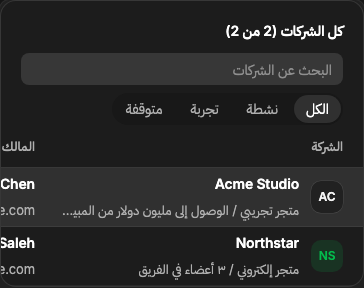 كل الشركات (2 من 2)
البحث عن الشركات
الكل نشطة تجربة متوقفة
الشركة المالك
AC Acme Studio Chen
متجر تجريبي / الوصول إلى مليون دولار من المبي... e.com
NS Northstar Saleh
متجر إلكتروني / ٣ أعضاء في الفريق e.com